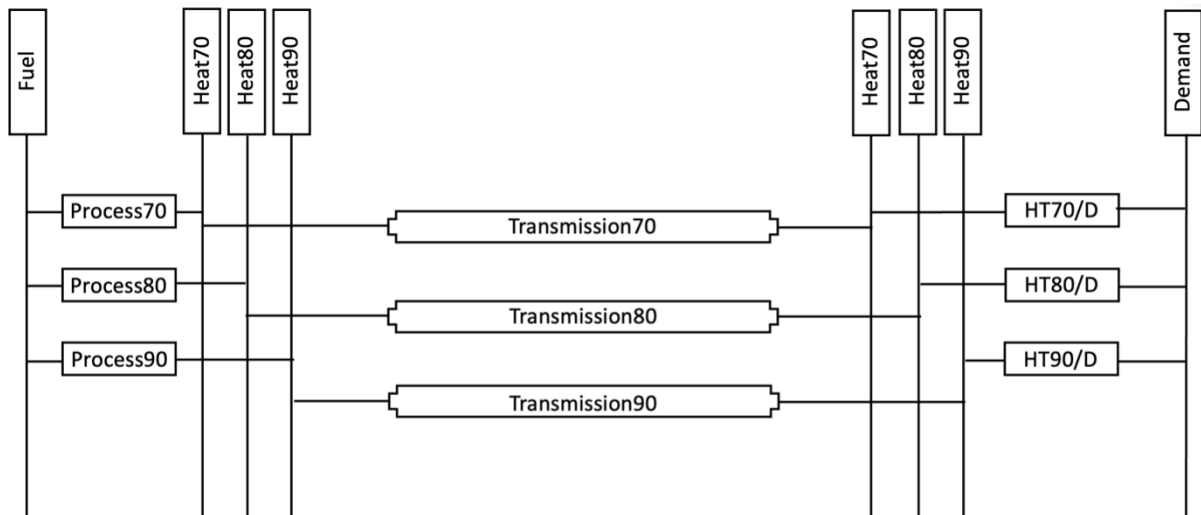 Fuel
Heat70
Heat80
Heat90
Heat70
Heat80
Heat90
Demand
Process70
Transmission70
HT70/D
Process80
Transmission80
HT80/D
Process90
Transmission90
HT90/D